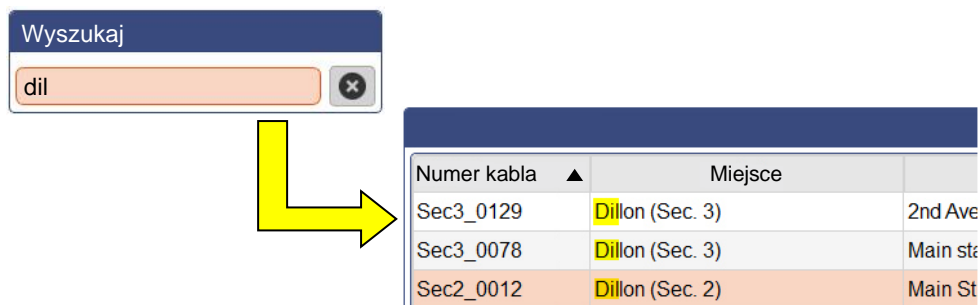 Wyszukaj
dil
Numer kabla Miejsce
Sec3_0129 Dillon (Sec. 3) 2nd Ave
Sec3_0078 Dillon (Sec. 3) Main sta
Sec2_0012 Dillon (Sec. 2) Main St